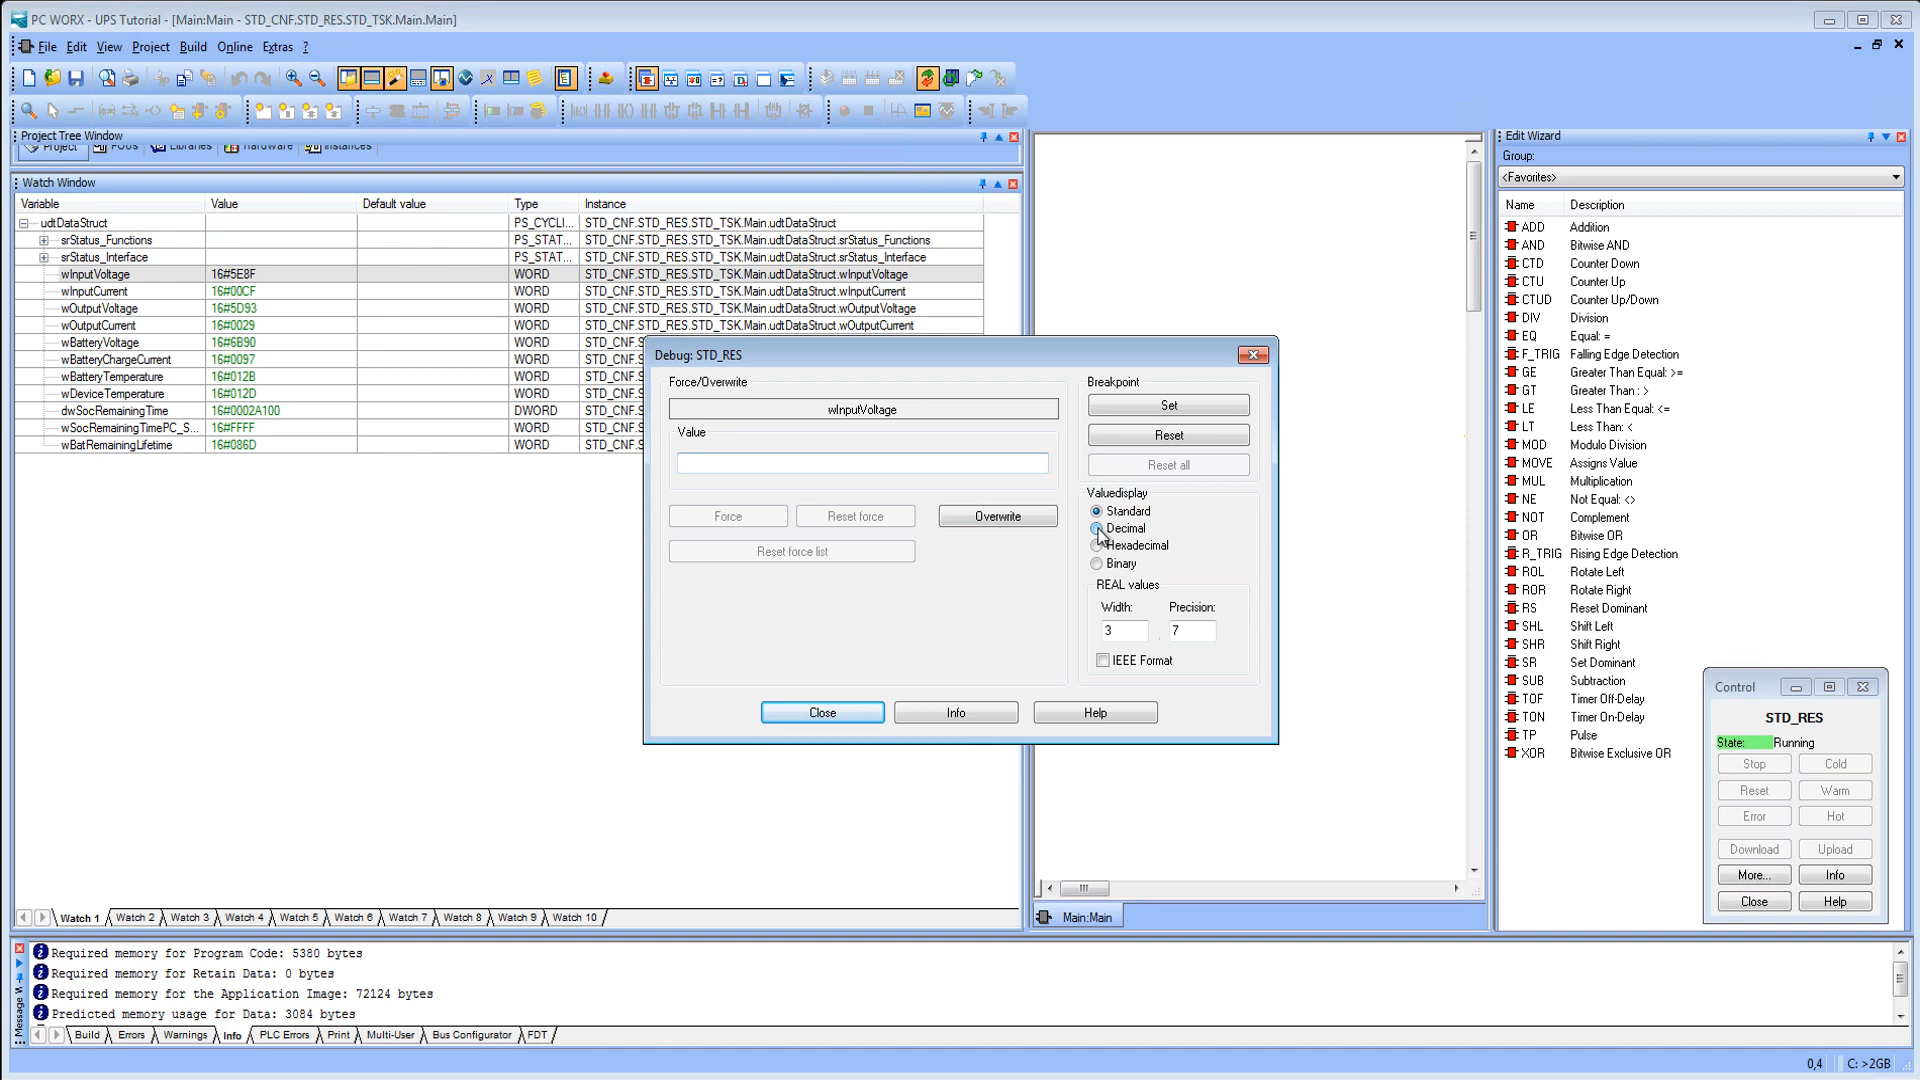 PC WORX - UPS Tutorial - [Main:Main - STD_CNF.STD_RES.STD_TSK.Main.Main]
File Edit View Project Build Online Extras ?
Project Tree Window
Project POUs Libraries Hardware Instances
Watch Window
Variable Value Default value Type Instance
udtDataStruct PS_CYCLI... STD_CNF.STD_RES.STD_TSK.Main.udtDataStruct
srStatus_Functions PS_STAT... STD_CNF.STD_RES.STD_TSK.Main.udtDataStruct.srStatus_Functions
srStatus_Interface PS_STAT... STD_CNF.STD_RES.STD_TSK.Main.udtDataStruct.srStatus_Interface
wInputVoltage 16#5E8F WORD STD_CNF.STD_RES.STD_TSK.Main.udtDataStruct.wInputVoltage
wInputCurrent 16#00CF WORD STD_CNF.STD_RES.STD_TSK.Main.udtDataStruct.wInputCurrent
wOutputVoltage 16#5D93 WORD STD_CNF.STD_RES.STD_TSK.Main.udtDataStruct.wOutputVoltage
wOutputCurrent 16#0029 WORD STD_CNF.STD_RES.STD_TSK.Main.udtDataStruct.wOutputCurrent
wBatteryVoltage 16#6B90 WORD STD_CNF.S
wBatteryChargeCurrent 16#0097 WORD STD_CNF.S
wBatteryTemperature 16#012B WORD STD_CNF.S
wDeviceTemperature 16#012D WORD STD_CNF.S
dwSocRemainingTime 16#0002A100 DWORD STD_CNF.S
wSocRemainingTimePC_S... 16#FFFF WORD STD_CNF.S
wBatRemainingLifetime 16#086D WORD STD_CNF.S
Watch 1 Watch 2 Watch 3 Watch 4 Watch 5 Watch 6 Watch 7 Watch 8 Watch 9 Watch 10
Debug: STD_RES
Force/Overwrite
wInputVoltage
Value
Force Reset force Overwrite
Reset force list
Breakpoint
Set
Reset
Reset all
Valuedisplay
Standard
Decimal
Hexadecimal
Binary
REAL values
Width: Precision:
3 . 7
IEEE Format
Close Info Help
Main:Main
Edit Wizard
Group:
<Favorites>
Name Description
ADD Addition
AND Bitwise AND
CTD Counter Down
CTU Counter Up
CTUD Counter Up/Down
DIV Division
EQ Equal: =
F_TRIG Falling Edge Detection
GE Greater Than Equal: >=
GT Greater Than : >
LE Less Than Equal: <=
LT Less Than: <
MOD Modulo Division
MOVE Assigns Value
MUL Multiplication
NE Not Equal: <>
NOT Complement
OR Bitwise OR
R_TRIG Rising Edge Detection
ROL Rotate Left
ROR Rotate Right
RS Reset Dominant
SHL Shift Left
SHR Shift Right
SR Set Dominant
SUB Subtraction
TOF Timer Off-Delay
TON Timer On-Delay
TP Pulse
XOR Bitwise Exclusive OR
Control
STD_RES
State: Running
Stop Cold
Reset Warm
Error Hot
Download Upload
More... Info
Close Help
Message W
Required memory for Program Code: 5380 bytes
Required memory for Retain Data: 0 bytes
Required memory for the Application Image: 72124 bytes
Predicted memory usage for Data: 3084 bytes
Build Errors Warnings Info PLC Errors Print Multi-User Bus Configurator FDT
0,4 C: >2GB